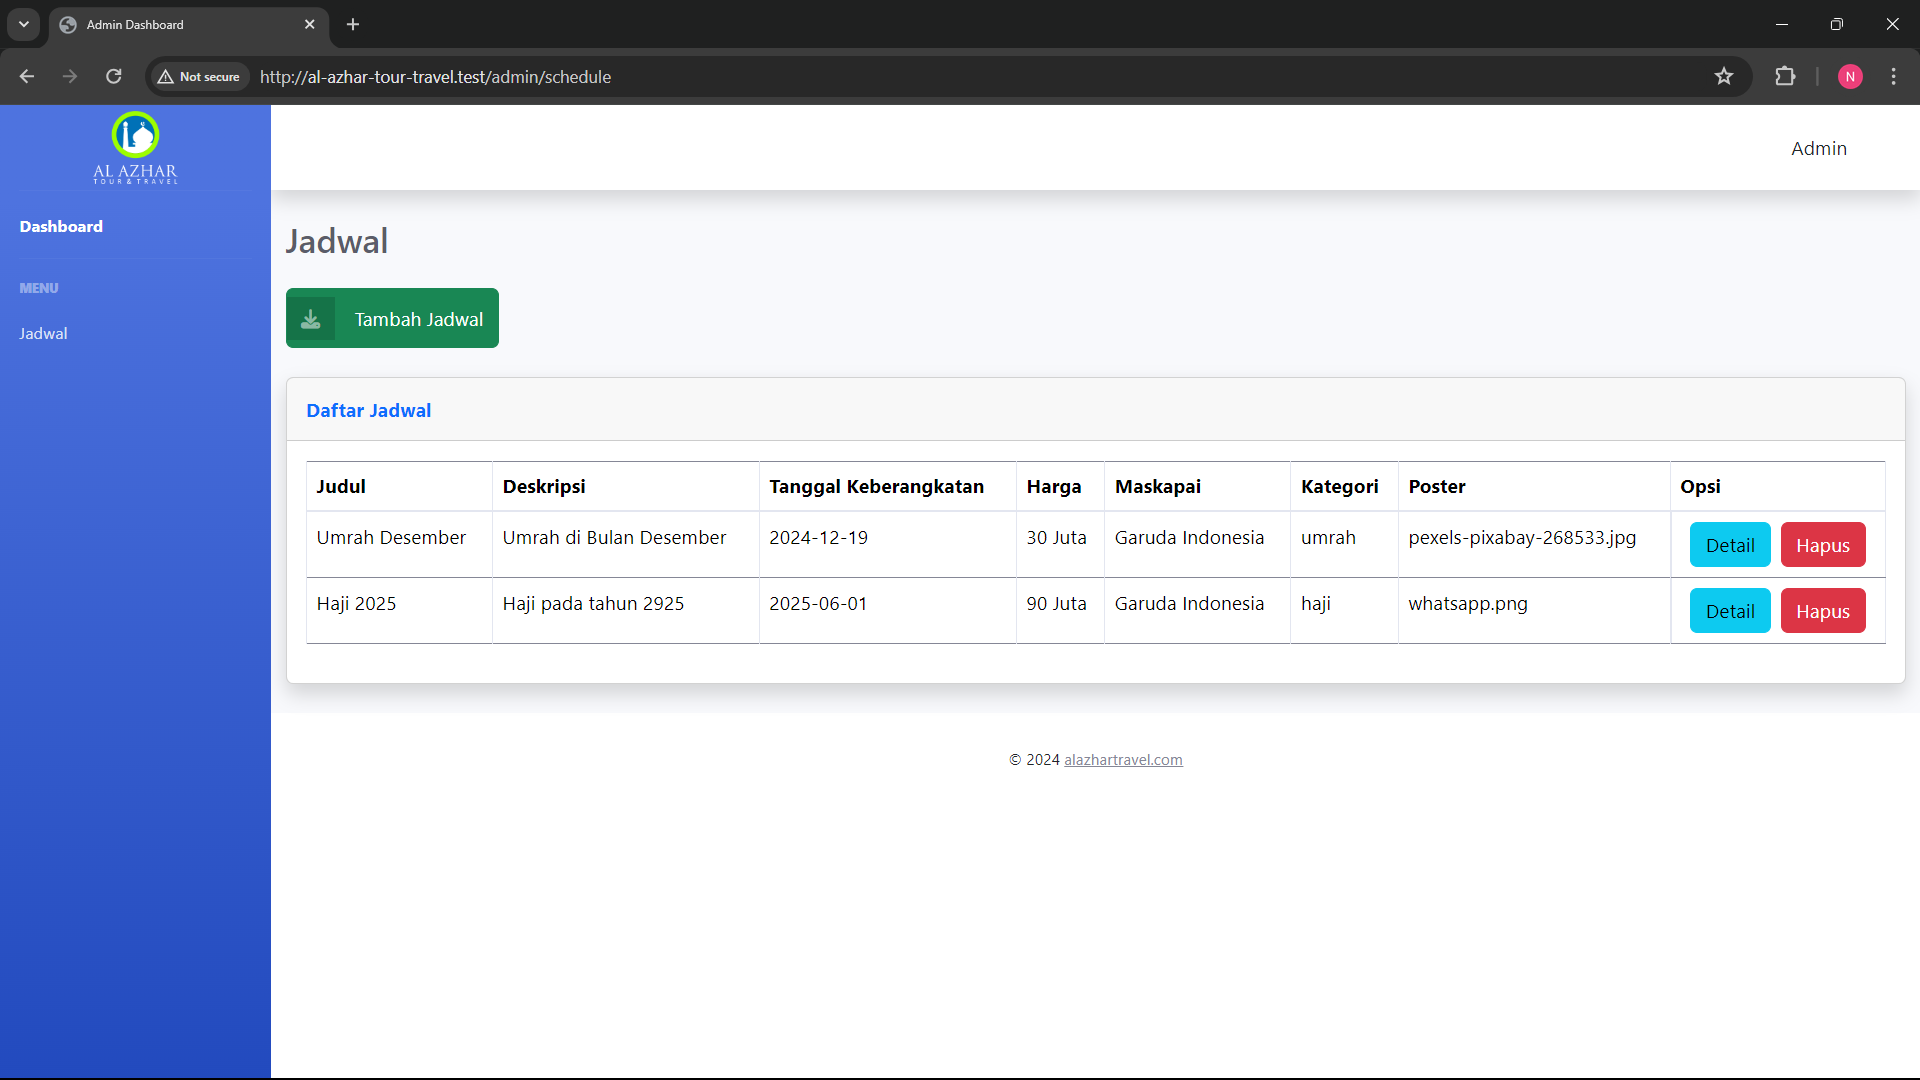 Admin Dashboard
Not secure
http://al-azhar-tour-travel.test/admin/schedule
N
AL AZHAR
TOUR & TRAVEL
Admin
Dashboard
MENU
Jadwal
Jadwal
Tambah Jadwal
Daftar Jadwal
Judul Deskripsi Tanggal Keberangkatan Harga Maskapai Kategori Poster Opsi
Umrah Desember Umrah di Bulan Desember 2024-12-19 30 Juta Garuda Indonesia umrah pexels-pixabay-268533.jpg Detail Hapus
Haji 2025 Haji pada tahun 2925 2025-06-01 90 Juta Garuda Indonesia haji whatsapp.png Detail Hapus
© 2024 alazhartravel.com